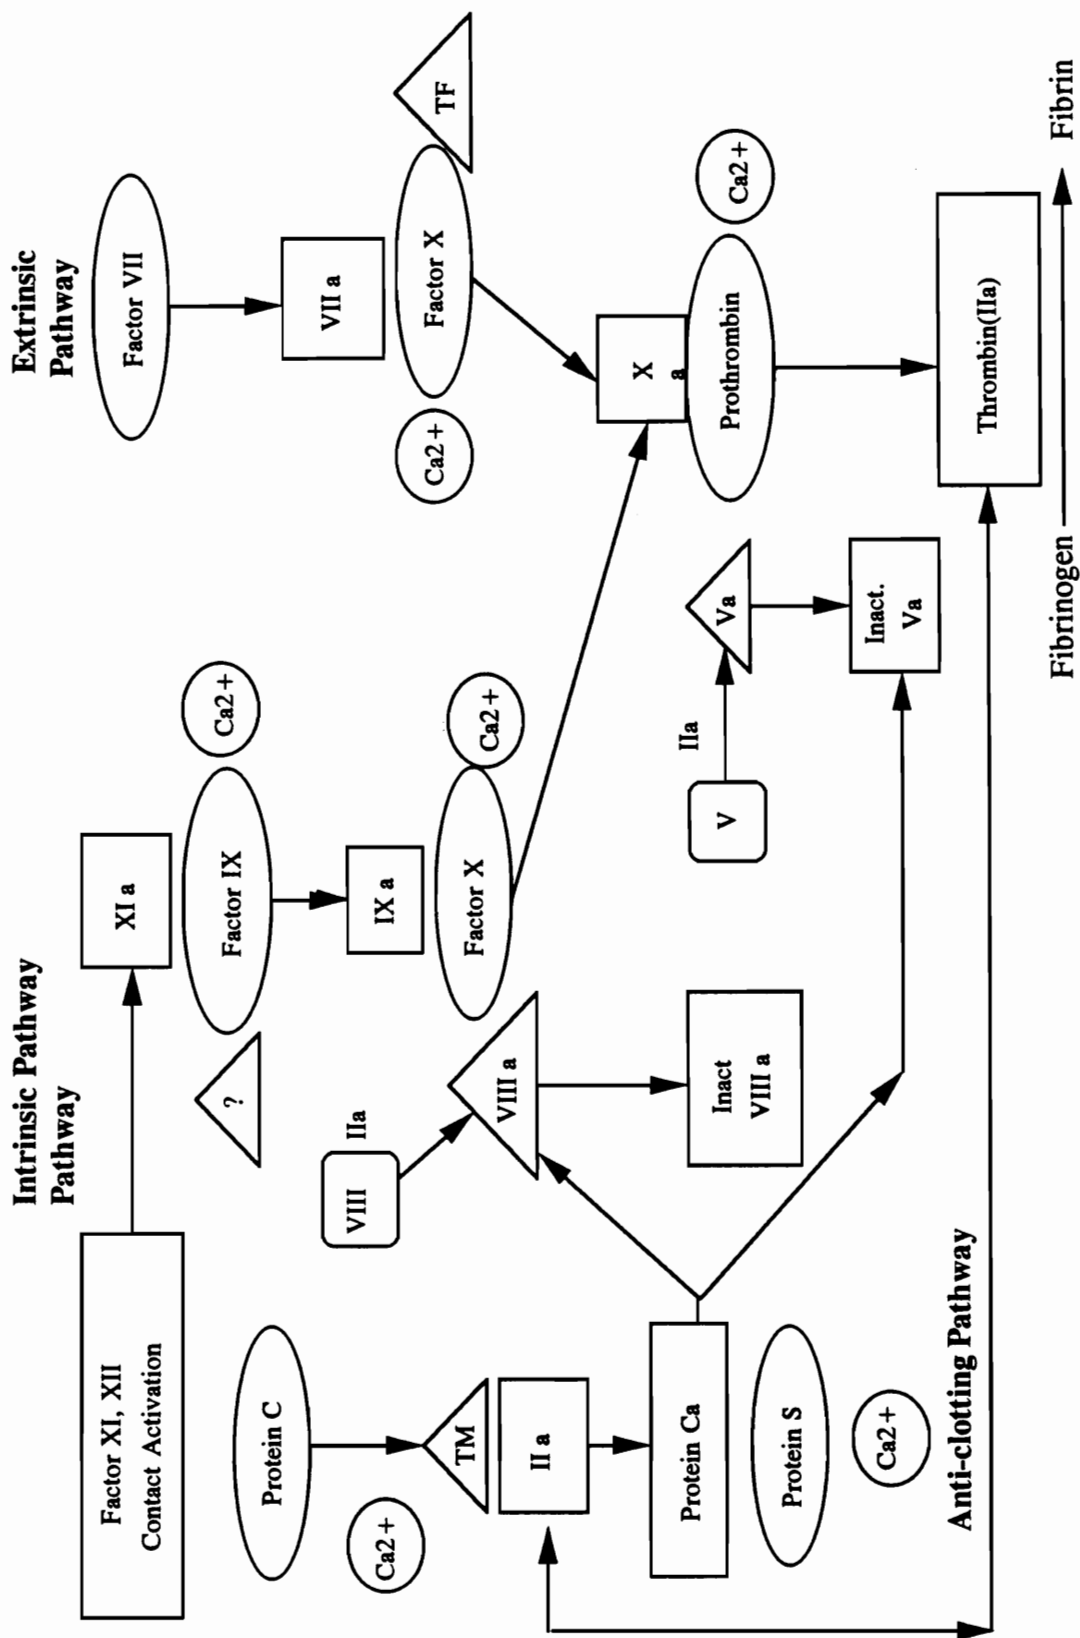 Intrinsic Pathway
Pathway
Extrinsic
Pathway
Factor XI, XII
Contact Activation
XI a
Factor VII
?
Factor IX
Ca2+
VII a
Protein C
IX a
Ca2+
Factor X
TF
Ca2+
TM
VIII
IIa
VIII a
Factor X
Ca2+
II a
X
a
Protein Ca
Inact
VIII a
V
IIa
Va
Prothrombin
Ca2+
Protein S
Ca2+
Inact.
Va
Anti-clotting Pathway
Thrombin(IIa)
Fibrinogen
Fibrin